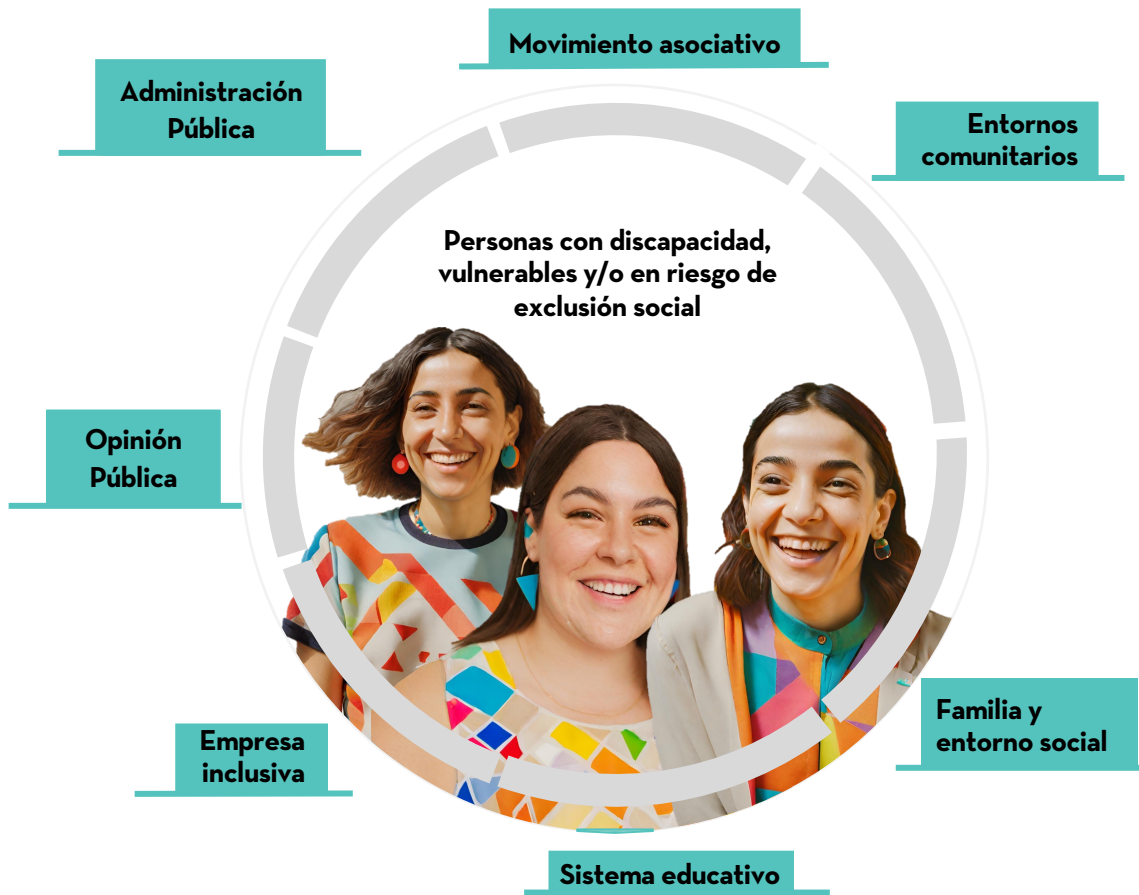 Movimiento asociativo
Administración
Pública
Entornos
comunitarios
Personas con discapacidad,
vulnerables y/o en riesgo de
exclusión social
Opinión
Pública
Familia y
entorno social
Empresa
inclusiva
Sistema educativo